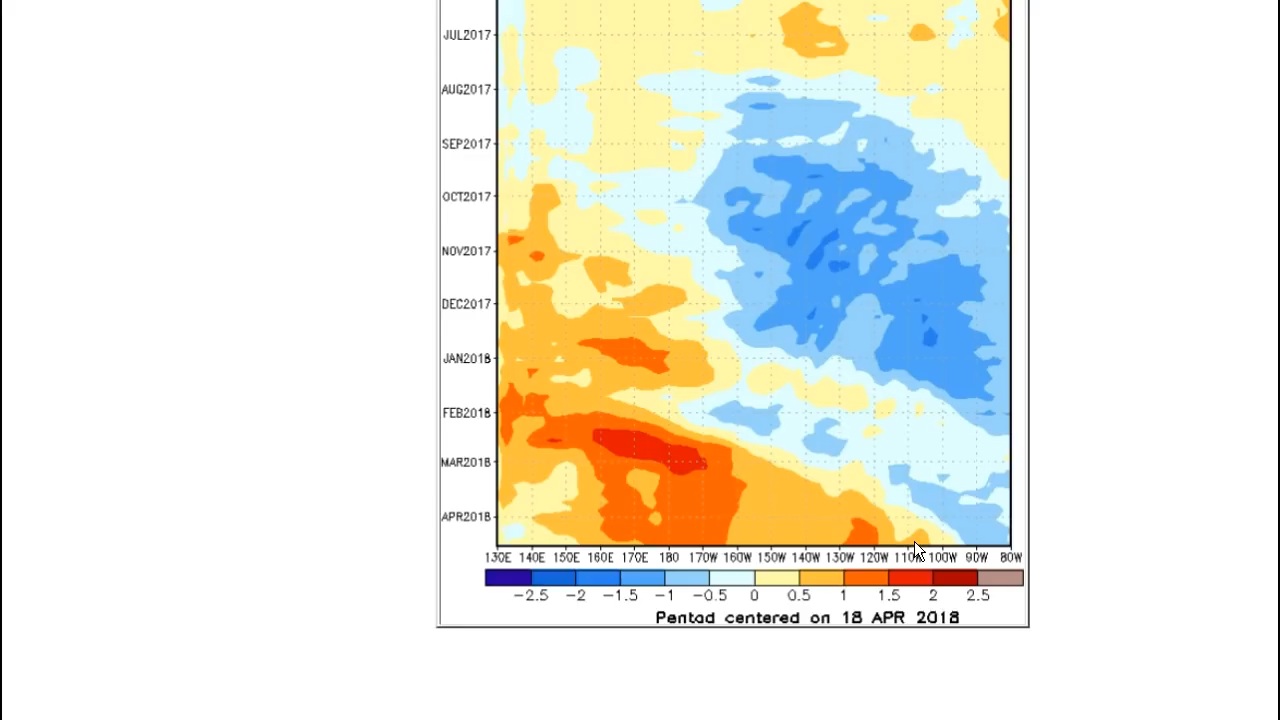 JUL2017
AUG2017
SEP2017
OCT2017
NOV2017
DEC2017
JAN2018
FEB2018
MAR2018
APR2018
130E 140E 150E 160E 170E 180 170W 160W 150W 140W 130W 120W 110W 100W 90W 80W
-2.5 -2 -1.5 -1 -0.5 0 0.5 1 1.5 2 2.5
Pentad centered on 18 APR 2018